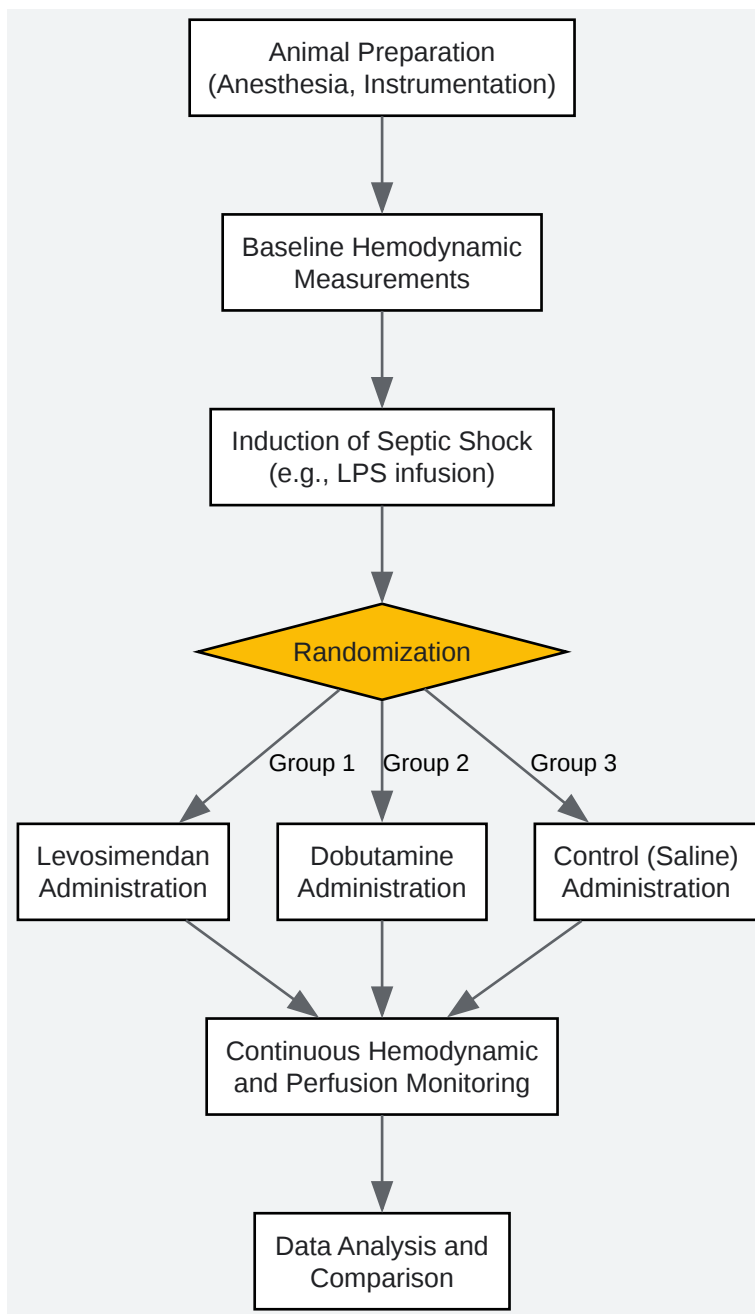 Animal Preparation
(Anesthesia, Instrumentation)
Baseline Hemodynamic
Measurements
Induction of Septic Shock
(e.g., LPS infusion)
Randomization
Group 1
Group 2
Group 3
Levosimendan
Administration
Dobutamine
Administration
Control (Saline)
Administration
Continuous Hemodynamic
and Perfusion Monitoring
Data Analysis and
Comparison